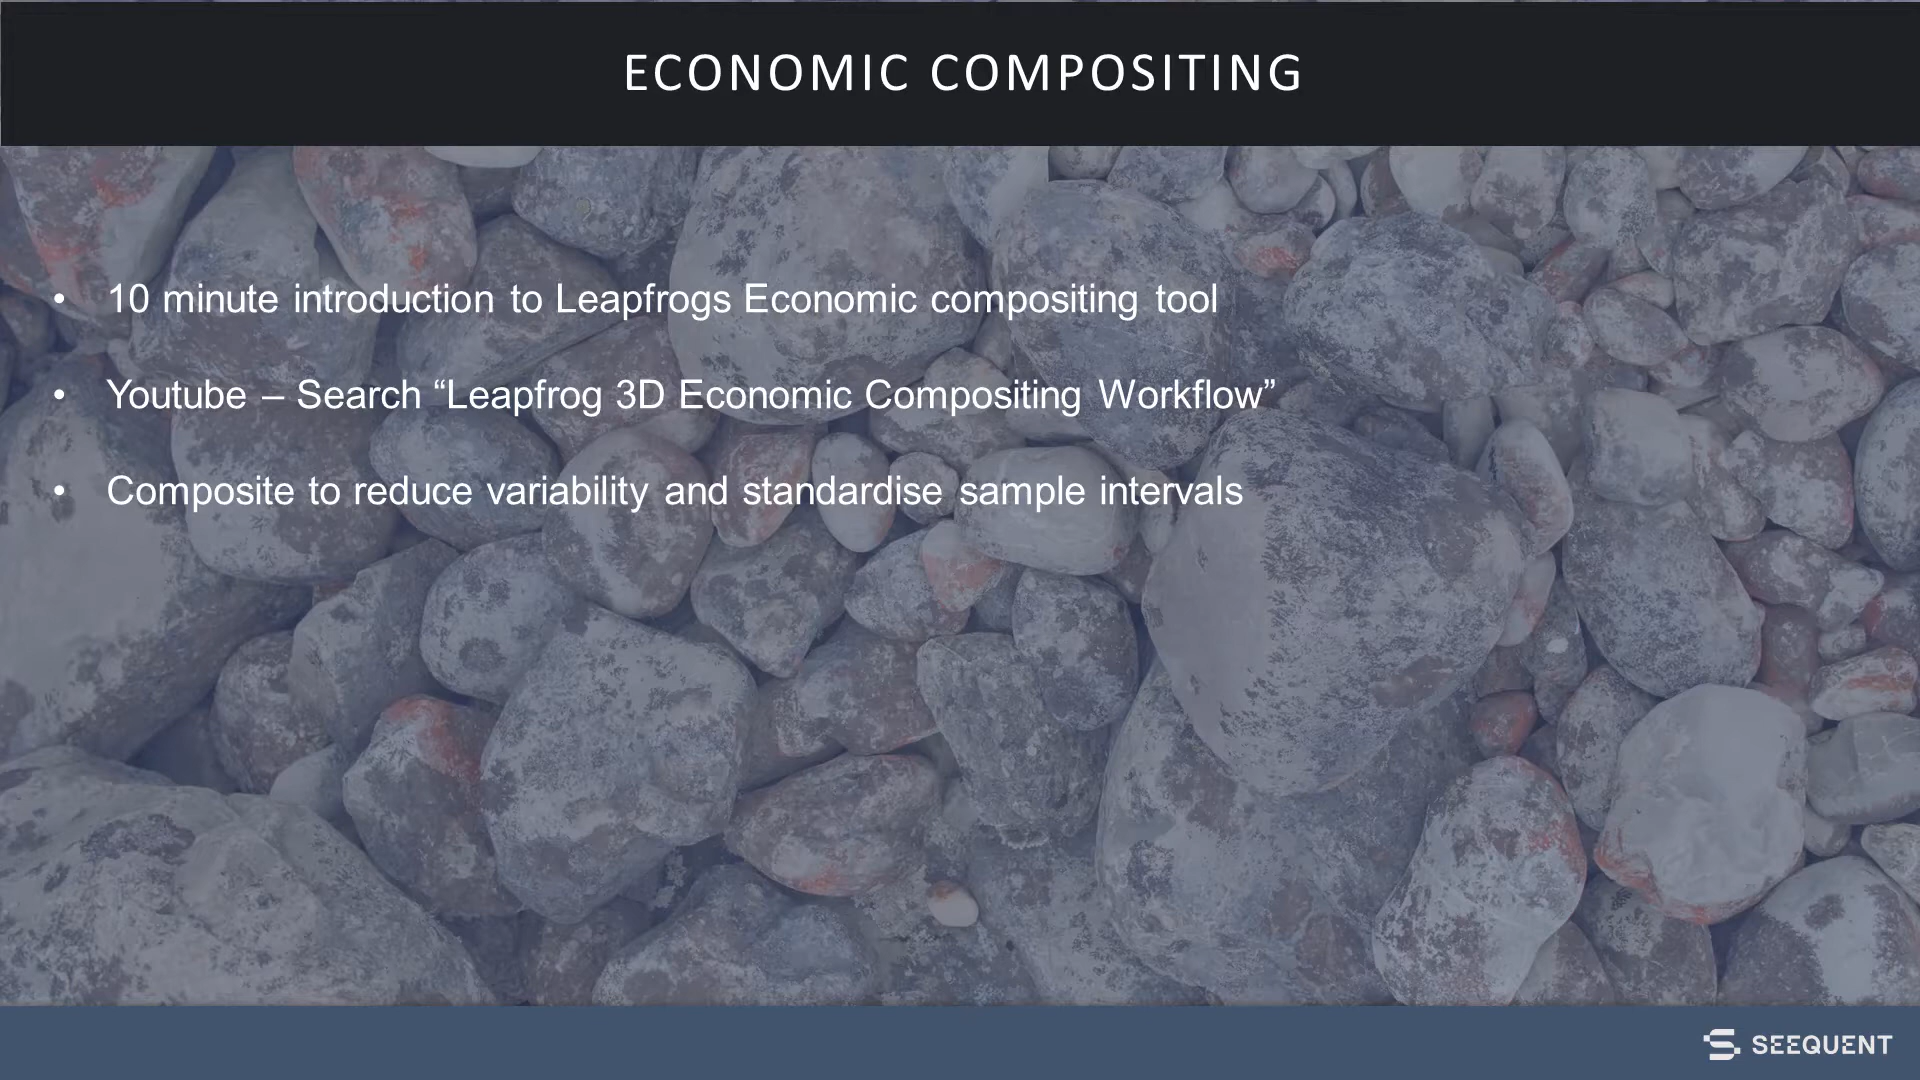 ECONOMIC COMPOSITING
• 10 minute introduction to Leapfrogs Economic compositing tool
• Youtube – Search “Leapfrog 3D Economic Compositing Workflow”
• Composite to reduce variability and standardise sample intervals
SEEQUENT